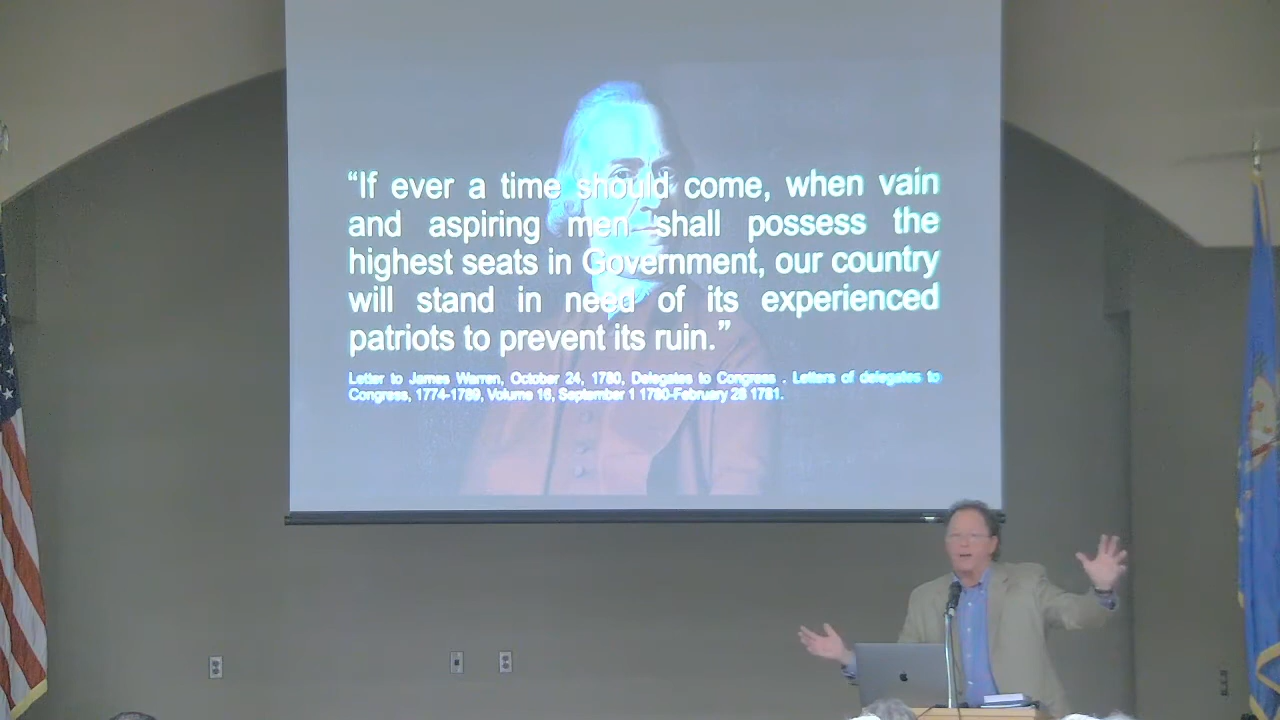 “If ever a time should come, when vain
and aspiring men shall possess the
highest seats in Government, our country
will stand in need of its experienced
patriots to prevent its ruin.”
Letter to James Warren, October 24, 1780, Delegates to Congress . Letters of delegates to
Congress, 1774-1789, Volume 16, September 1 1780-February 28 1781.